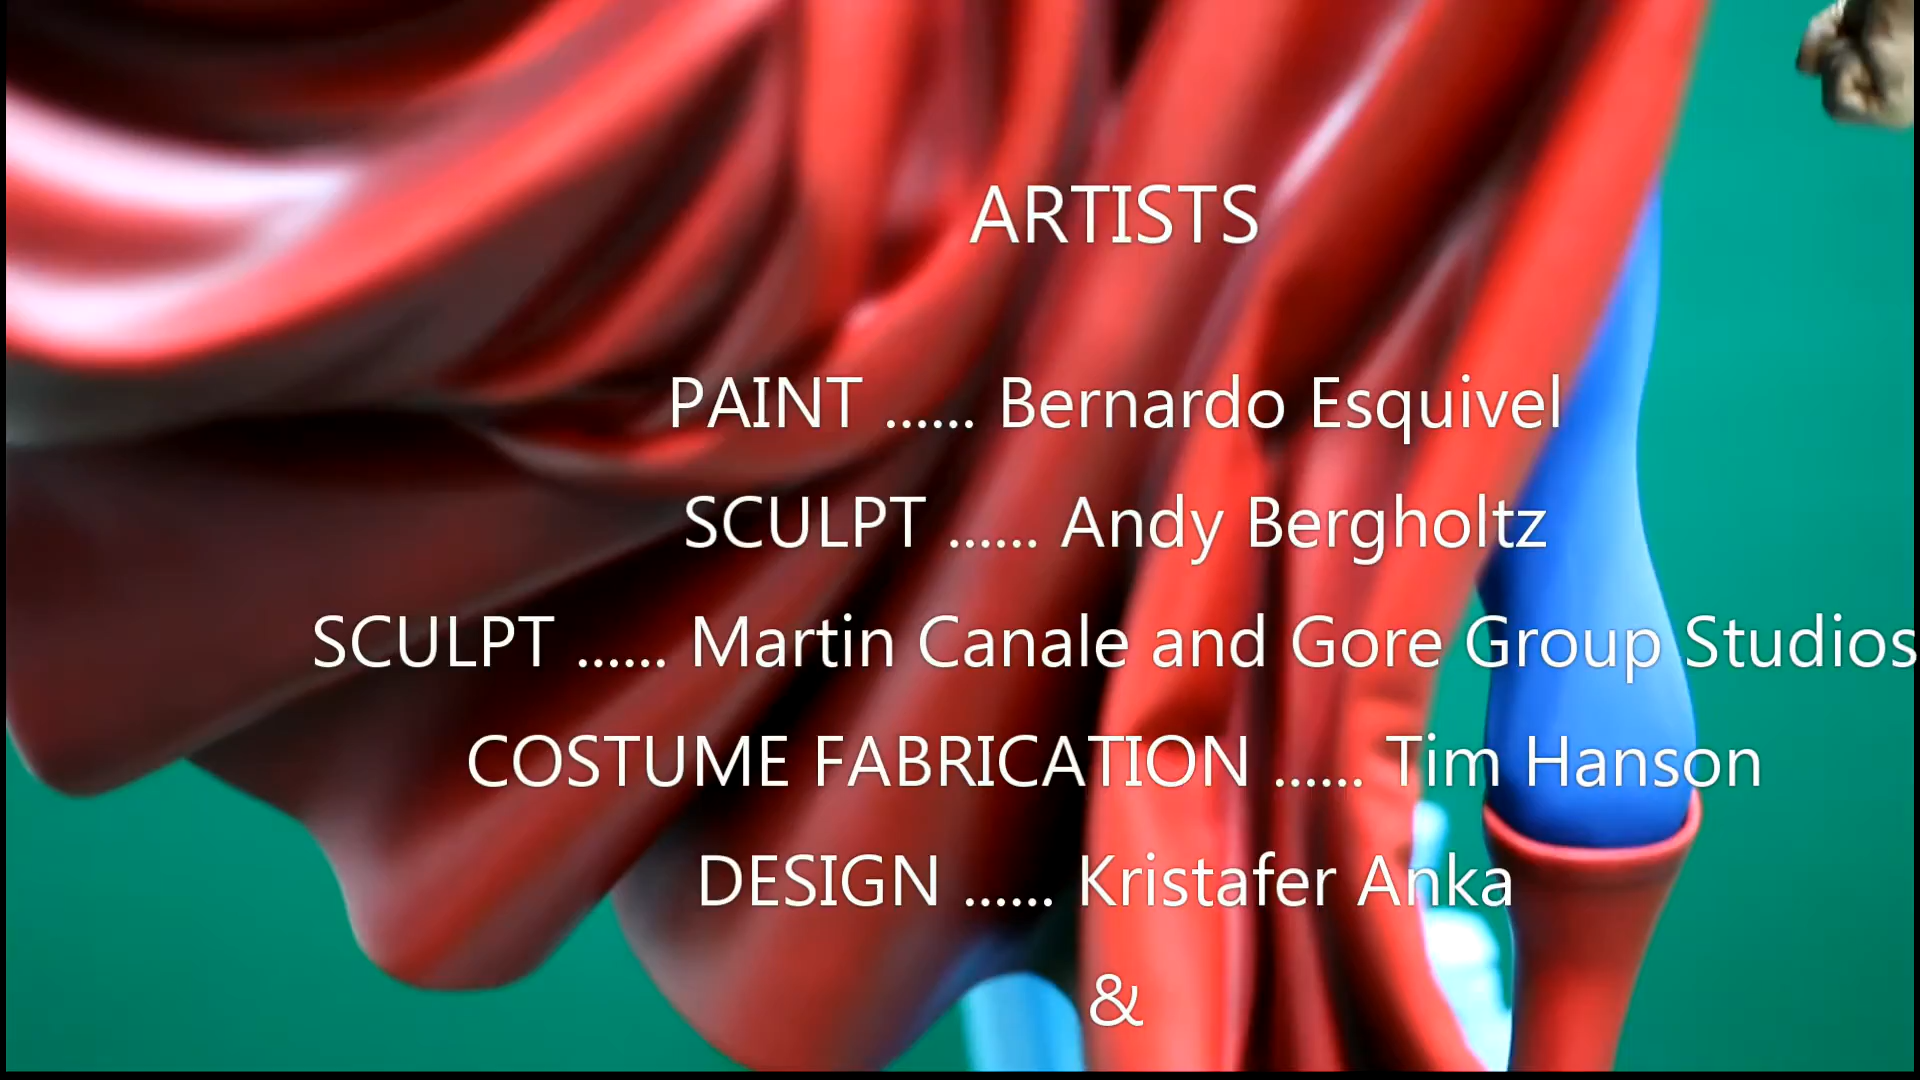 ARTISTS
PAINT ...... Bernardo Esquivel
SCULPT ...... Andy Bergholtz
SCULPT ...... Martin Canale and Gore Group Studios
COSTUME FABRICATION ...... Tim Hanson
DESIGN ...... Kristafer Anka
&